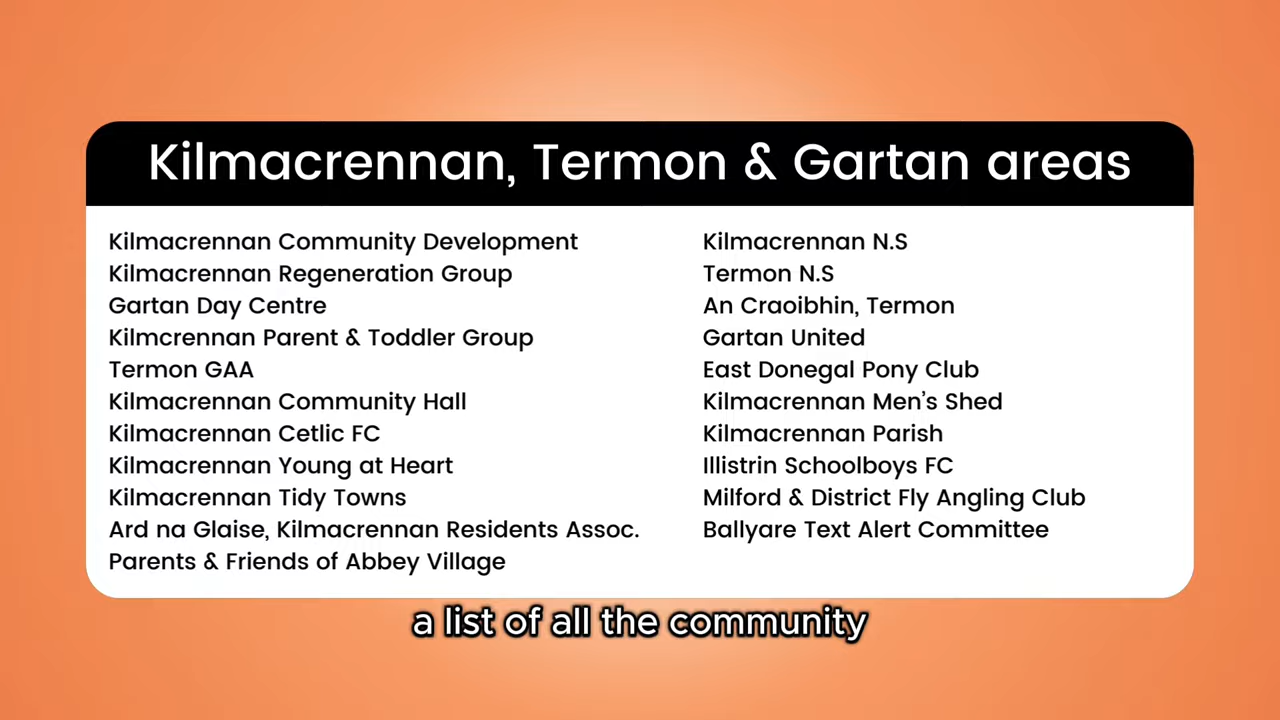 Kilmacrennan, Termon & Gartan areas
Kilmacrennan Community Development
Kilmacrennan Regeneration Group
Gartan Day Centre
Kilmcrennan Parent & Toddler Group
Termon GAA
Kilmacrennan Community Hall
Kilmacrennan Cetlic FC
Kilmacrennan Young at Heart
Kilmacrennan Tidy Towns
Ard na Glaise, Kilmacrennan Residents Assoc.
Parents & Friends of Abbey Village
Kilmacrennan N.S
Termon N.S
An Craoibhin, Termon
Gartan United
East Donegal Pony Club
Kilmacrennan Men’s Shed
Kilmacrennan Parish
Illistrin Schoolboys FC
Milford & District Fly Angling Club
Ballyare Text Alert Committee
a list of all the community